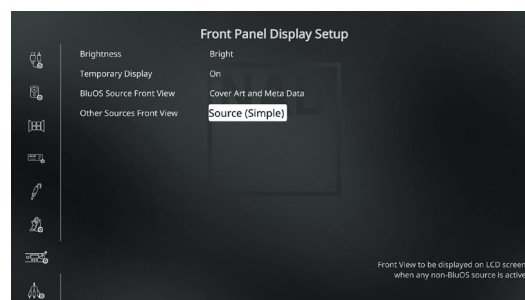 Front Panel Display Setup
Brightness Bright
Temporary Display On
BluOS Source Front View Cover Art and Meta Data
Other Sources Front View Source (Simple)
NAD
Front View to be displayed on LCD screen
when any non-BluOS source is active